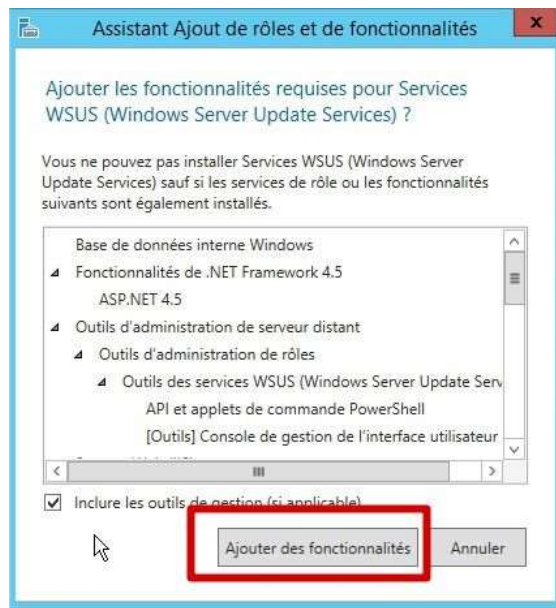 Assistant Ajout de rôles et de fonctionnalités
x
Ajouter les fonctionnalités requises pour Services
WSUS (Windows Server Update Services) ?
Vous ne pouvez pas installer Services WSUS (Windows Server
Update Services) sauf si les services de rôle ou les fonctionnalités
suivants sont également installés.
Base de données interne Windows
Fonctionnalités de .NET Framework 4.5
ASP.NET 4.5
Outils d'administration de serveur distant
Outils d'administration de rôles
Outils des services WSUS (Windows Server Update Serv
API et applets de commande PowerShell
[Outils] Console de gestion de l'interface utilisateur
Inclure les outils de gestion (si applicable)
Ajouter des fonctionnalités
Annuler